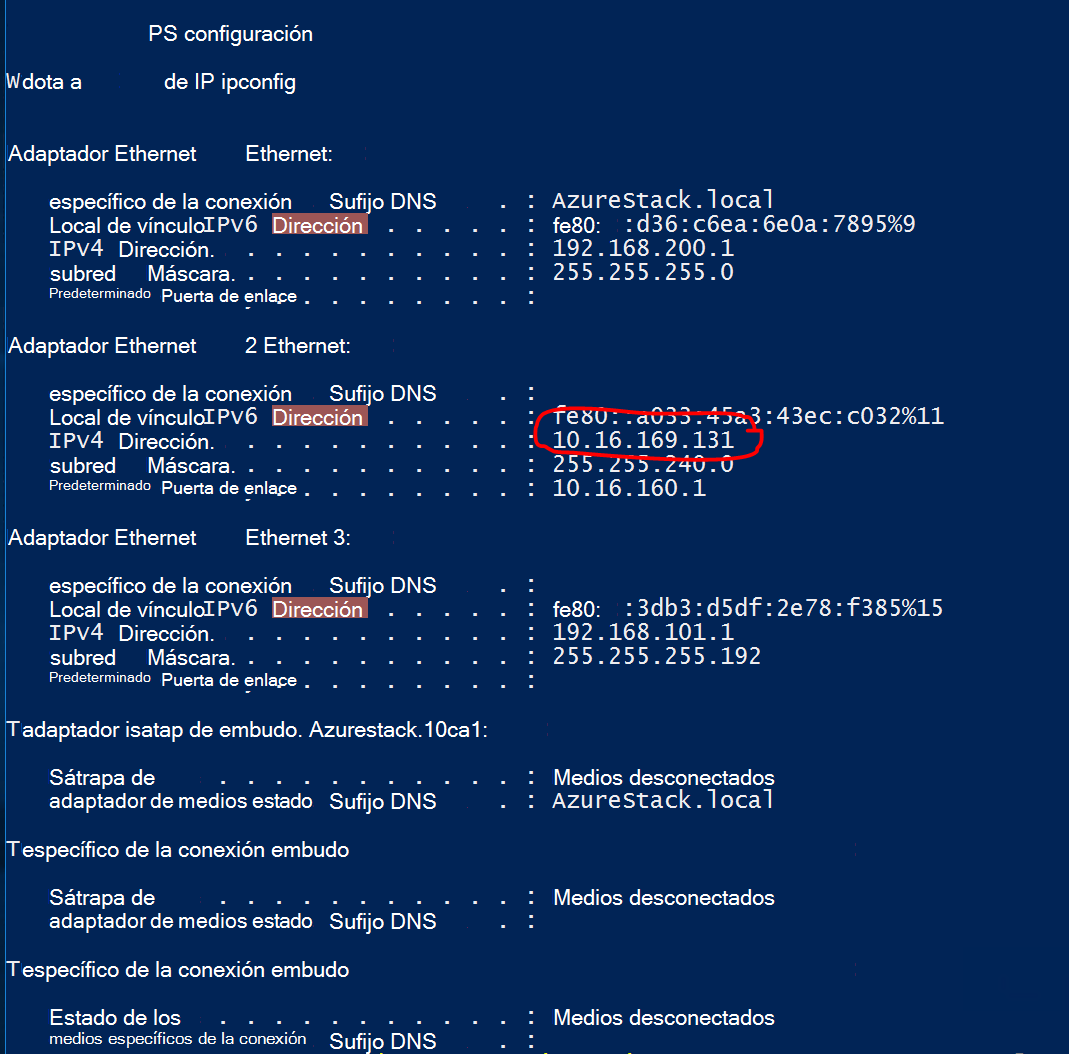 PS configuración
Wdota a de IP ipconfig
Adaptador Ethernet Ethernet:
específico de la conexión Sufijo DNS . : AzureStack.local
Local de vínculoIPv6 Dirección . . . . . : fe80: :d36:c6ea:6e0a:7895%9
IPv4 Dirección. . . . . . . . . . . : 192.168.200.1
subred Máscara. . . . . . . . . . . : 255.255.255.0
Predeterminado Puerta de enlace . . . . . . . . :
Adaptador Ethernet 2 Ethernet:
específico de la conexión Sufijo DNS . :
Local de vínculoIPv6 Dirección . . . . . : fe80::a033:45a3:43ec:c032%11
IPv4 Dirección. . . . . . . . . . . : 10.16.169.131
subred Máscara. . . . . . . . . . . : 255.255.240.0
Predeterminado Puerta de enlace . . . . . . . . : 10.16.160.1
Adaptador Ethernet Ethernet 3:
específico de la conexión Sufijo DNS . :
Local de vínculoIPv6 Dirección . . . . . : fe80: :3db3:d5df:2e78:f385%15
IPv4 Dirección. . . . . . . . . . . : 192.168.101.1
subred Máscara. . . . . . . . . . . : 255.255.255.192
Predeterminado Puerta de enlace . . . . . . . . :
Tadaptador isatap de embudo. Azurestack.10ca1:
Sátrapa de . . . . . . . . . . . : Medios desconectados
adaptador de medios estado Sufijo DNS . : AzureStack.local
Tespecífico de la conexión embudo
Sátrapa de . . . . . . . . . . . : Medios desconectados
adaptador de medios estado Sufijo DNS . :
Tespecífico de la conexión embudo
Estado de los . . . . . . . . . . . : Medios desconectados
medios específicos de la conexión Sufijo DNS . :